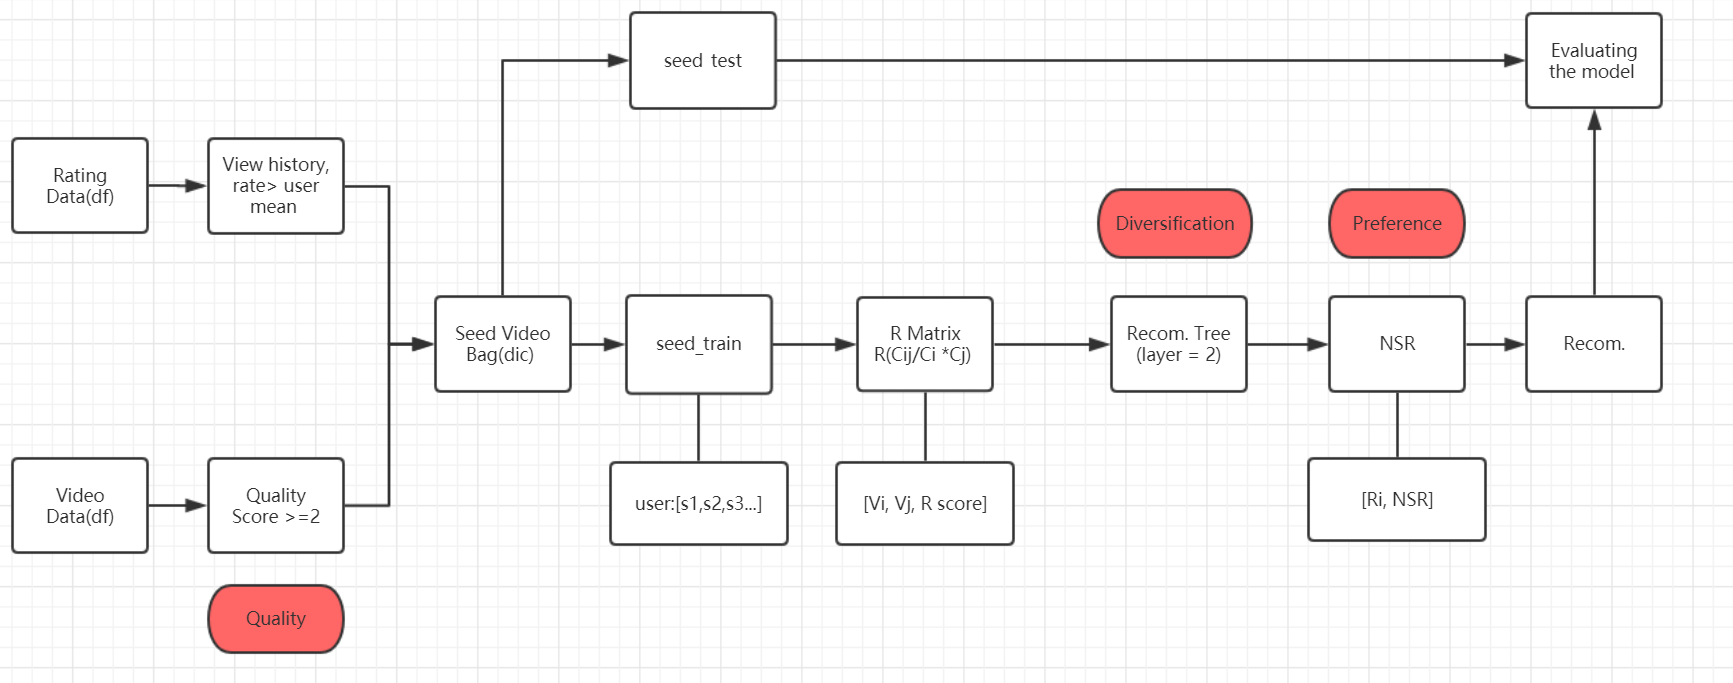 seed test
Evaluating
the model
Rating
Data(df)
View history,
rate> user
mean
Diversification
Preference
Seed Video
Bag(dic)
seed_train
R Matrix
R(Cij/Ci *Cj)
Recom. Tree
(layer = 2)
NSR
Recom.
Video
Data(df)
Quality
Score >=2
user:[s1,s2,s3...]
[Vi, Vj, R score]
[Ri, NSR]
Quality